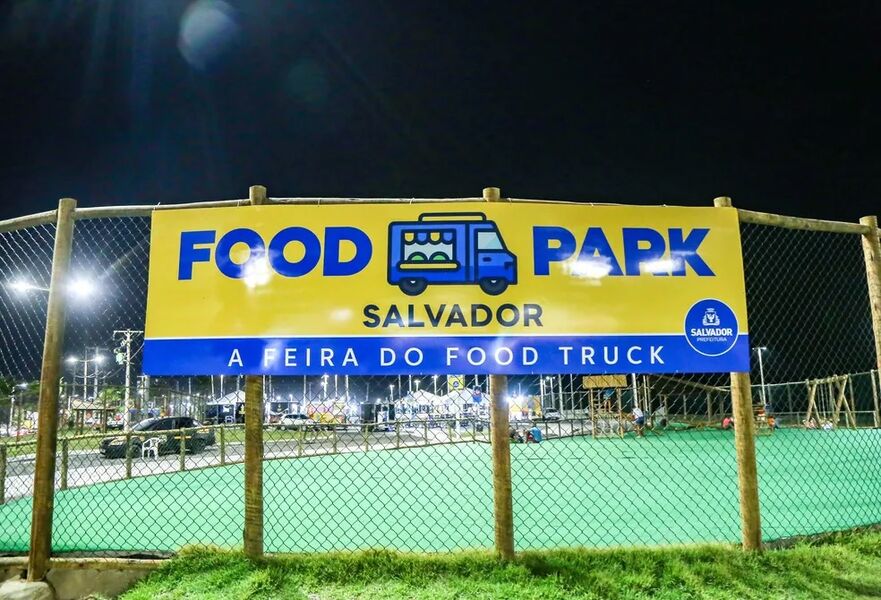 FOOD PARK
SALVADOR
A FEIRA DO FOOD TRUCK
SALVADOR
PREFEITURA